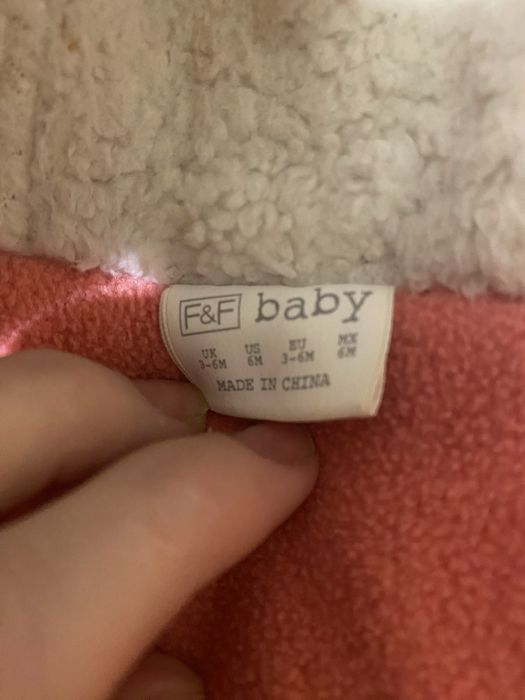 F&F baby
UK US EU MX
3-6M 6M 3-6M 6M
MADE IN CHINA